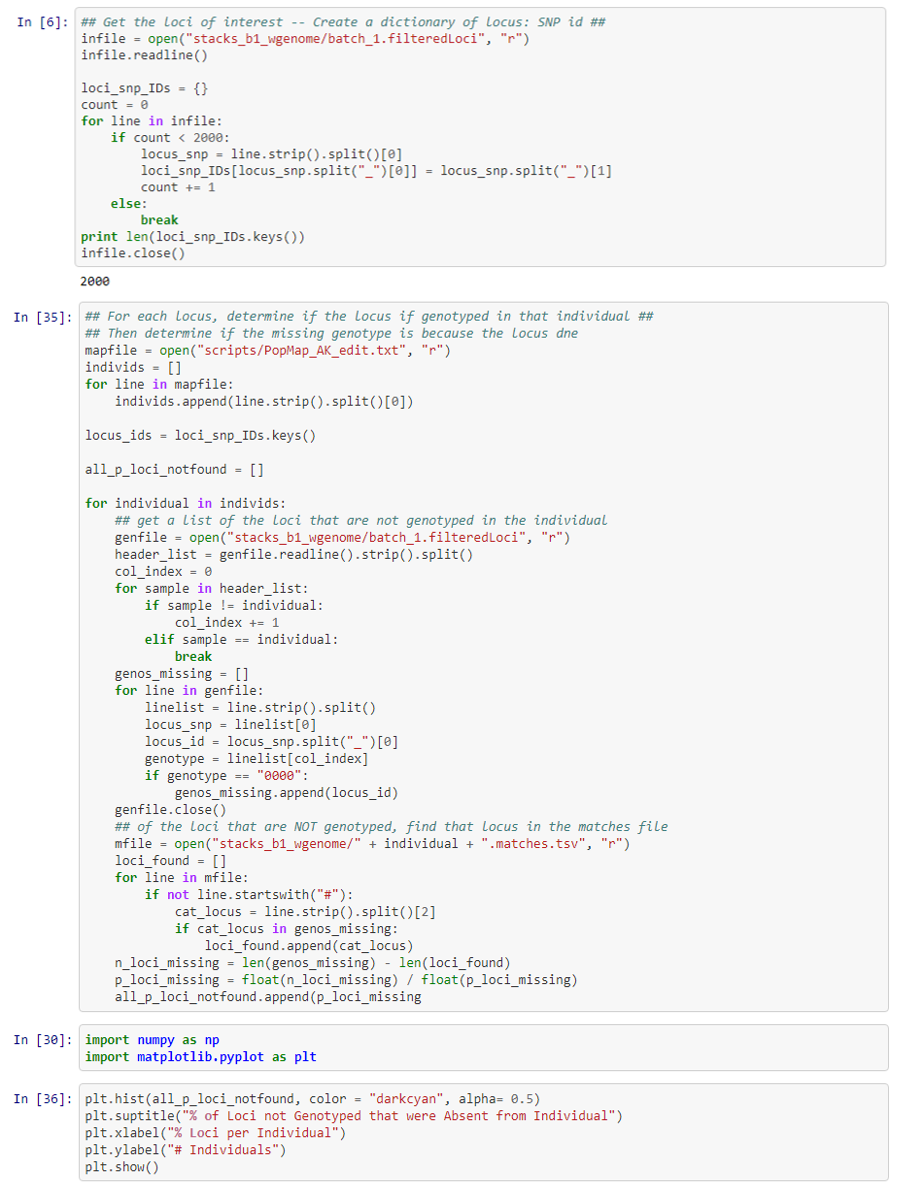 In [6]: ## Get the loci of interest -- Create a dictionary of locus: SNP id ##
infile = open("stacks_b1_wgenome/batch_1.filteredLoci", "r")
infile.readline()

loci_snp_IDs = {}
count = 0
for line in infile:
    if count < 2000:
        locus_snp = line.strip().split()[0]
        loci_snp_IDs[locus_snp.split("_")[0]] = locus_snp.split("_")[1]
        count += 1
    else:
        break
print len(loci_snp_IDs.keys())
infile.close()
2000
In [35]: ## For each locus, determine if the locus if genotyped in that individual ##
## Then determine if the missing genotype is because the locus dne
mapfile = open("scripts/PopMap_AK_edit.txt", "r")
individs = []
for line in mapfile:
    individs.append(line.strip().split()[0])

locus_ids = loci_snp_IDs.keys()

all_p_loci_notfound = []

for individual in individs:
    ## get a list of the loci that are not genotyped in the individual
    genfile = open("stacks_b1_wgenome/batch_1.filteredLoci", "r")
    header_list = genfile.readline().strip().split()
    col_index = 0
    for sample in header_list:
        if sample != individual:
            col_index += 1
        elif sample == individual:
            break
    genos_missing = []
    for line in genfile:
        linelist = line.strip().split()
        locus_snp = linelist[0]
        locus_id = locus_snp.split("_")[0]
        genotype = linelist[col_index]
        if genotype == "0000":
            genos_missing.append(locus_id)
    genfile.close()
    ## of the loci that are NOT genotyped, find that locus in the matches file
    mfile = open("stacks_b1_wgenome/" + individual + ".matches.tsv", "r")
    loci_found = []
    for line in mfile:
        if not line.startswith("#"):
            cat_locus = line.strip().split()[2]
            if cat_locus in genos_missing:
                loci_found.append(cat_locus)
    n_loci_missing = len(genos_missing) - len(loci_found)
    p_loci_missing = float(n_loci_missing) / float(p_loci_missing)
    all_p_loci_notfound.append(p_loci_missing
In [30]: import numpy as np
import matplotlib.pyplot as plt
In [36]: plt.hist(all_p_loci_notfound, color = "darkcyan", alpha= 0.5)
plt.suptitle("% of Loci not Genotyped that were Absent from Individual")
plt.xlabel("% Loci per Individual")
plt.ylabel("# Individuals")
plt.show()